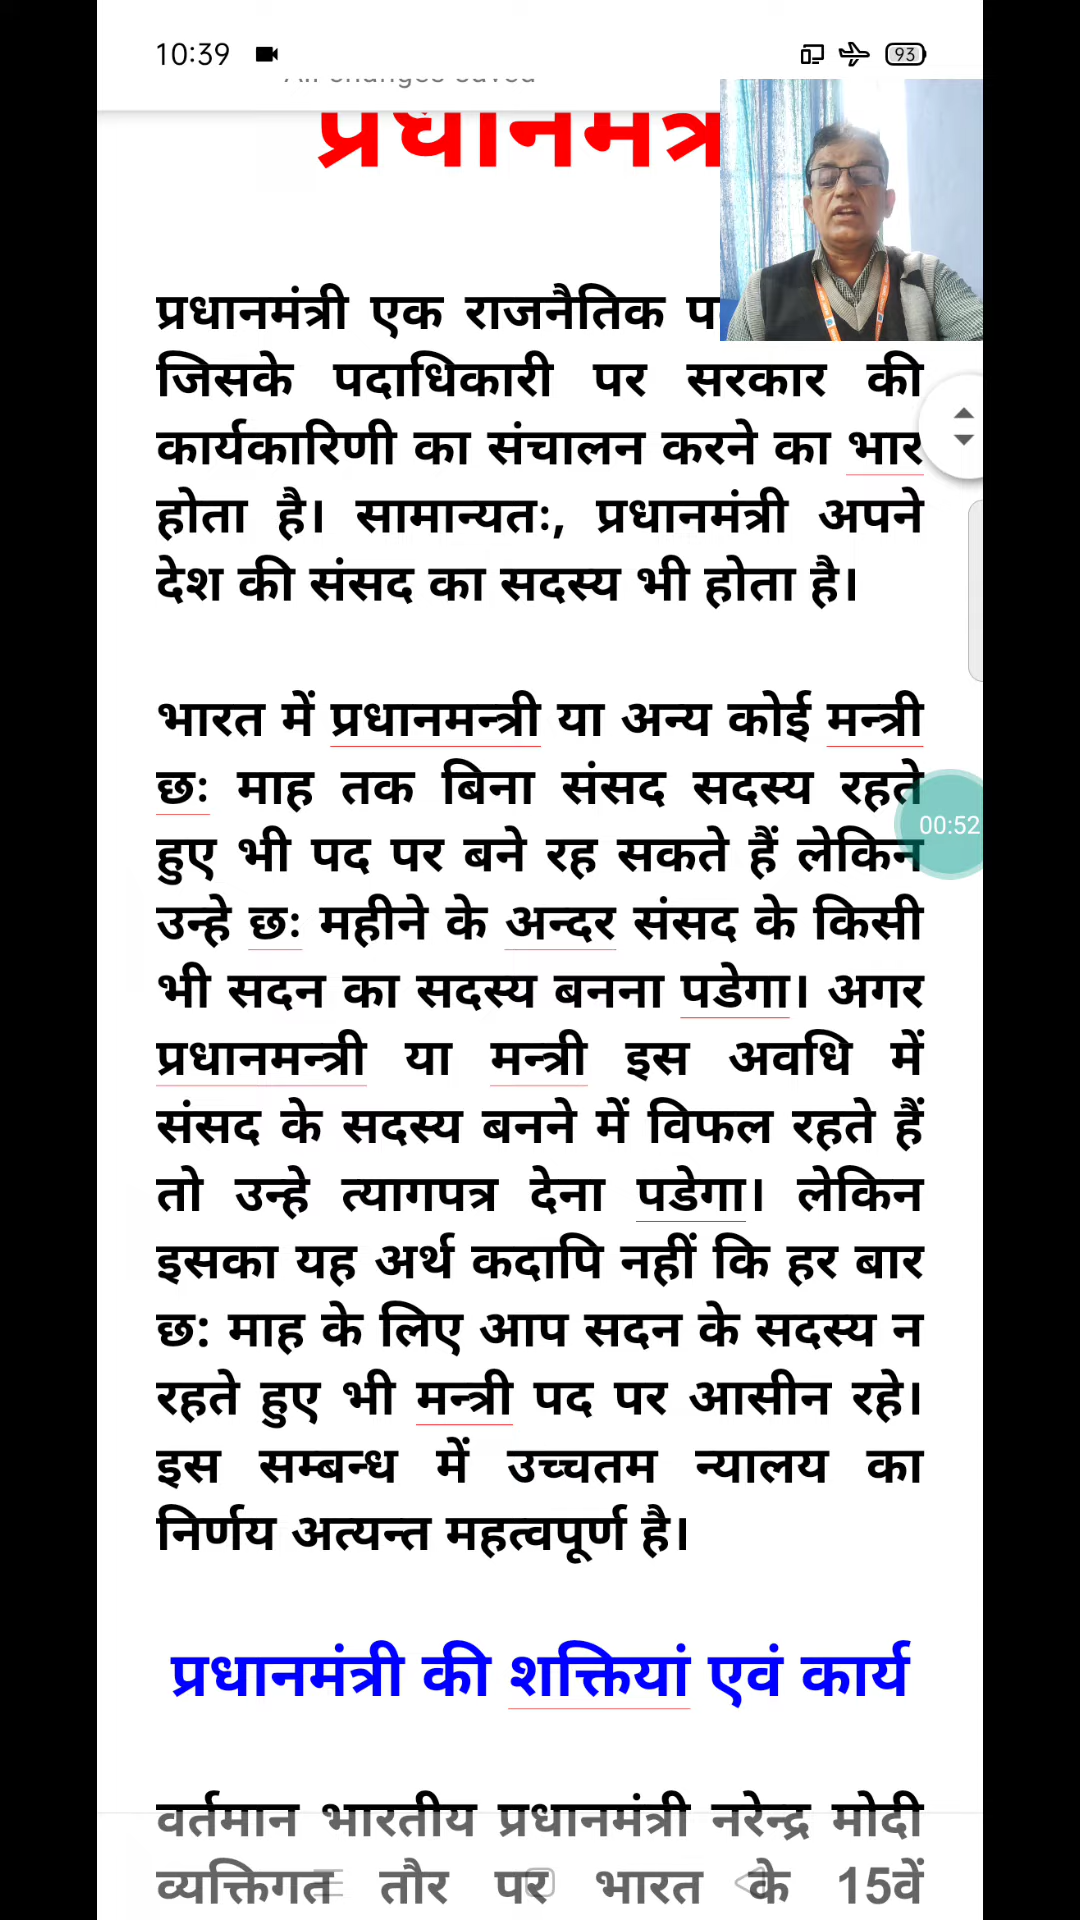 10:39
93
All changes saved
प्रधानमंत्री एक राजनैतिक
जिसके पदाधिकारी पर सरकार की
कार्यकारिणी का संचालन करने का भार
होता है। सामान्यतः, प्रधानमंत्री अपने
देश की संसद का सदस्य भी होता है।
भारत में प्रधानमन्त्री या अन्य कोई मन्त्री
छः माह तक बिना संसद सदस्य रहते
00:52
हुए भी पद पर बने रह सकते हैं लेकिन
उन्हे छः महीने के अन्दर संसद के किसी
भी सदन का सदस्य बनना पडेगा। अगर
प्रधानमन्त्री या मन्त्री इस अवधि में
संसद के सदस्य बनने में विफल रहते हैं
तो उन्हे त्यागपत्र देना पडेगा। लेकिन
इसका यह अर्थ कदापि नहीं कि हर बार
छ: माह के लिए आप सदन के सदस्य न
रहते हुए भी मन्त्री पद पर आसीन रहे।
इस सम्बन्ध में उच्चतम न्यालय का
निर्णय अत्यन्त महत्वपूर्ण है।
प्रधानमंत्री की शक्तियां एवं कार्य
वर्तमान भारतीय प्रधानमंत्री नरेन्द्र मोदी
व्यक्तिगत तौर पर भारत के 15वें